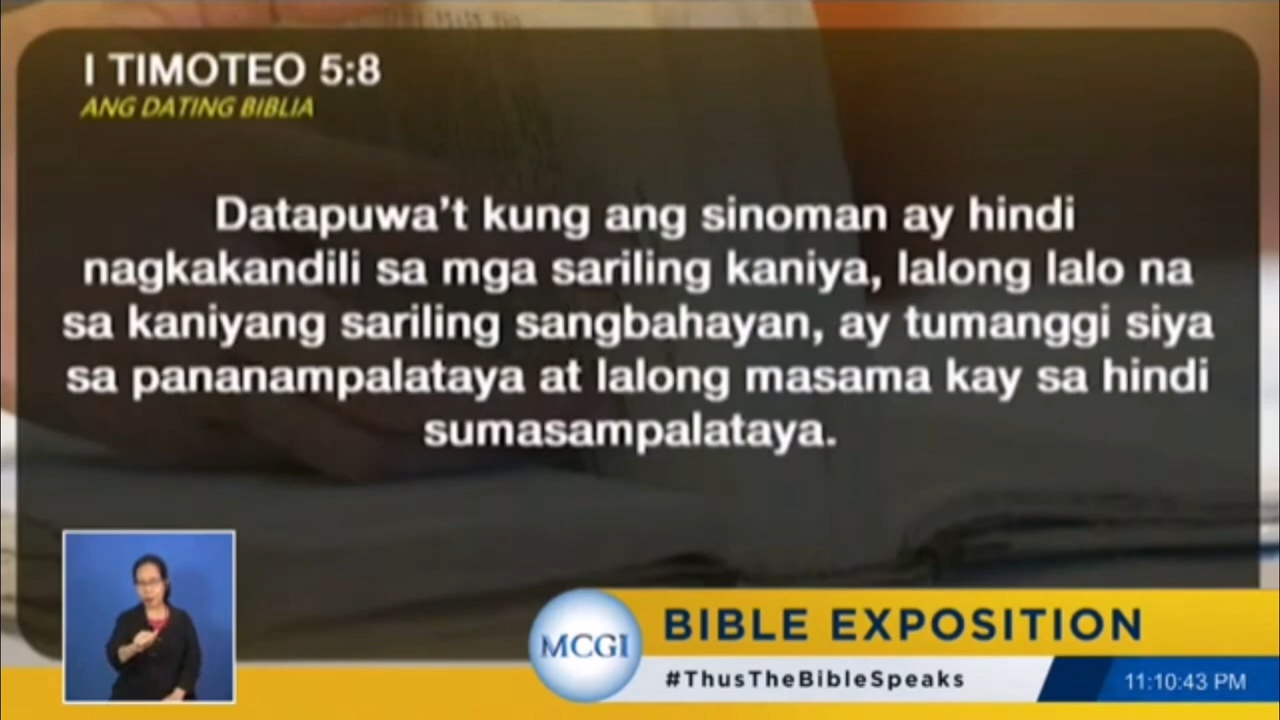 I TIMOTEO 5:8
ANG DATING BIBLIA
Datapuwa't kung ang sinoman ay hindi
nagkakandili sa mga sariling kaniya, lalong lalo na
sa kaniyang sariling sangbahayan, ay tumanggi siya
sa pananampalataya at lalong masama kay sa hindi
sumasampalataya.
MCGI
BIBLE EXPOSITION
#ThusTheBibleSpeaks
11:10:43 PM